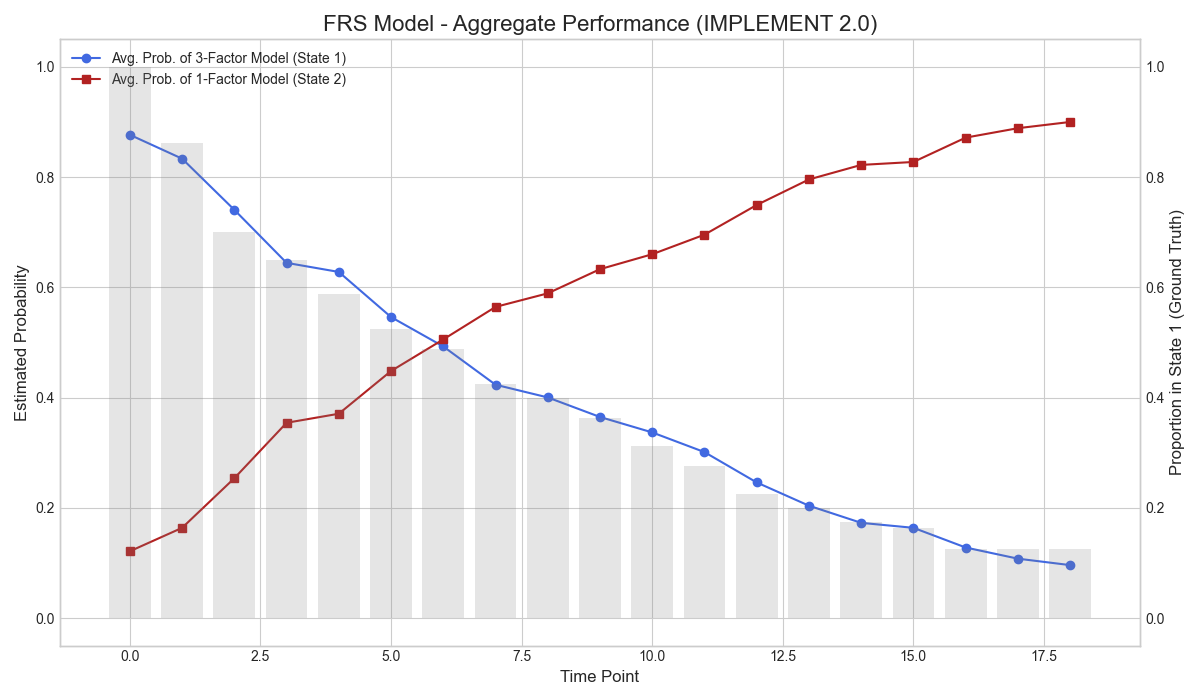 FRS Model - Aggregate Performance (IMPLEMENT 2.0)
Avg. Prob. of 3-Factor Model (State 1)
Avg. Prob. of 1-Factor Model (State 2)
Estimated Probability
1.0
0.8
0.6
0.4
0.2
0.0
1.0
0.8
0.6
0.4
0.2
0.0
Proportion in State 1 (Ground Truth)
0.0 2.5 5.0 7.5 10.0 12.5 15.0 17.5
Time Point